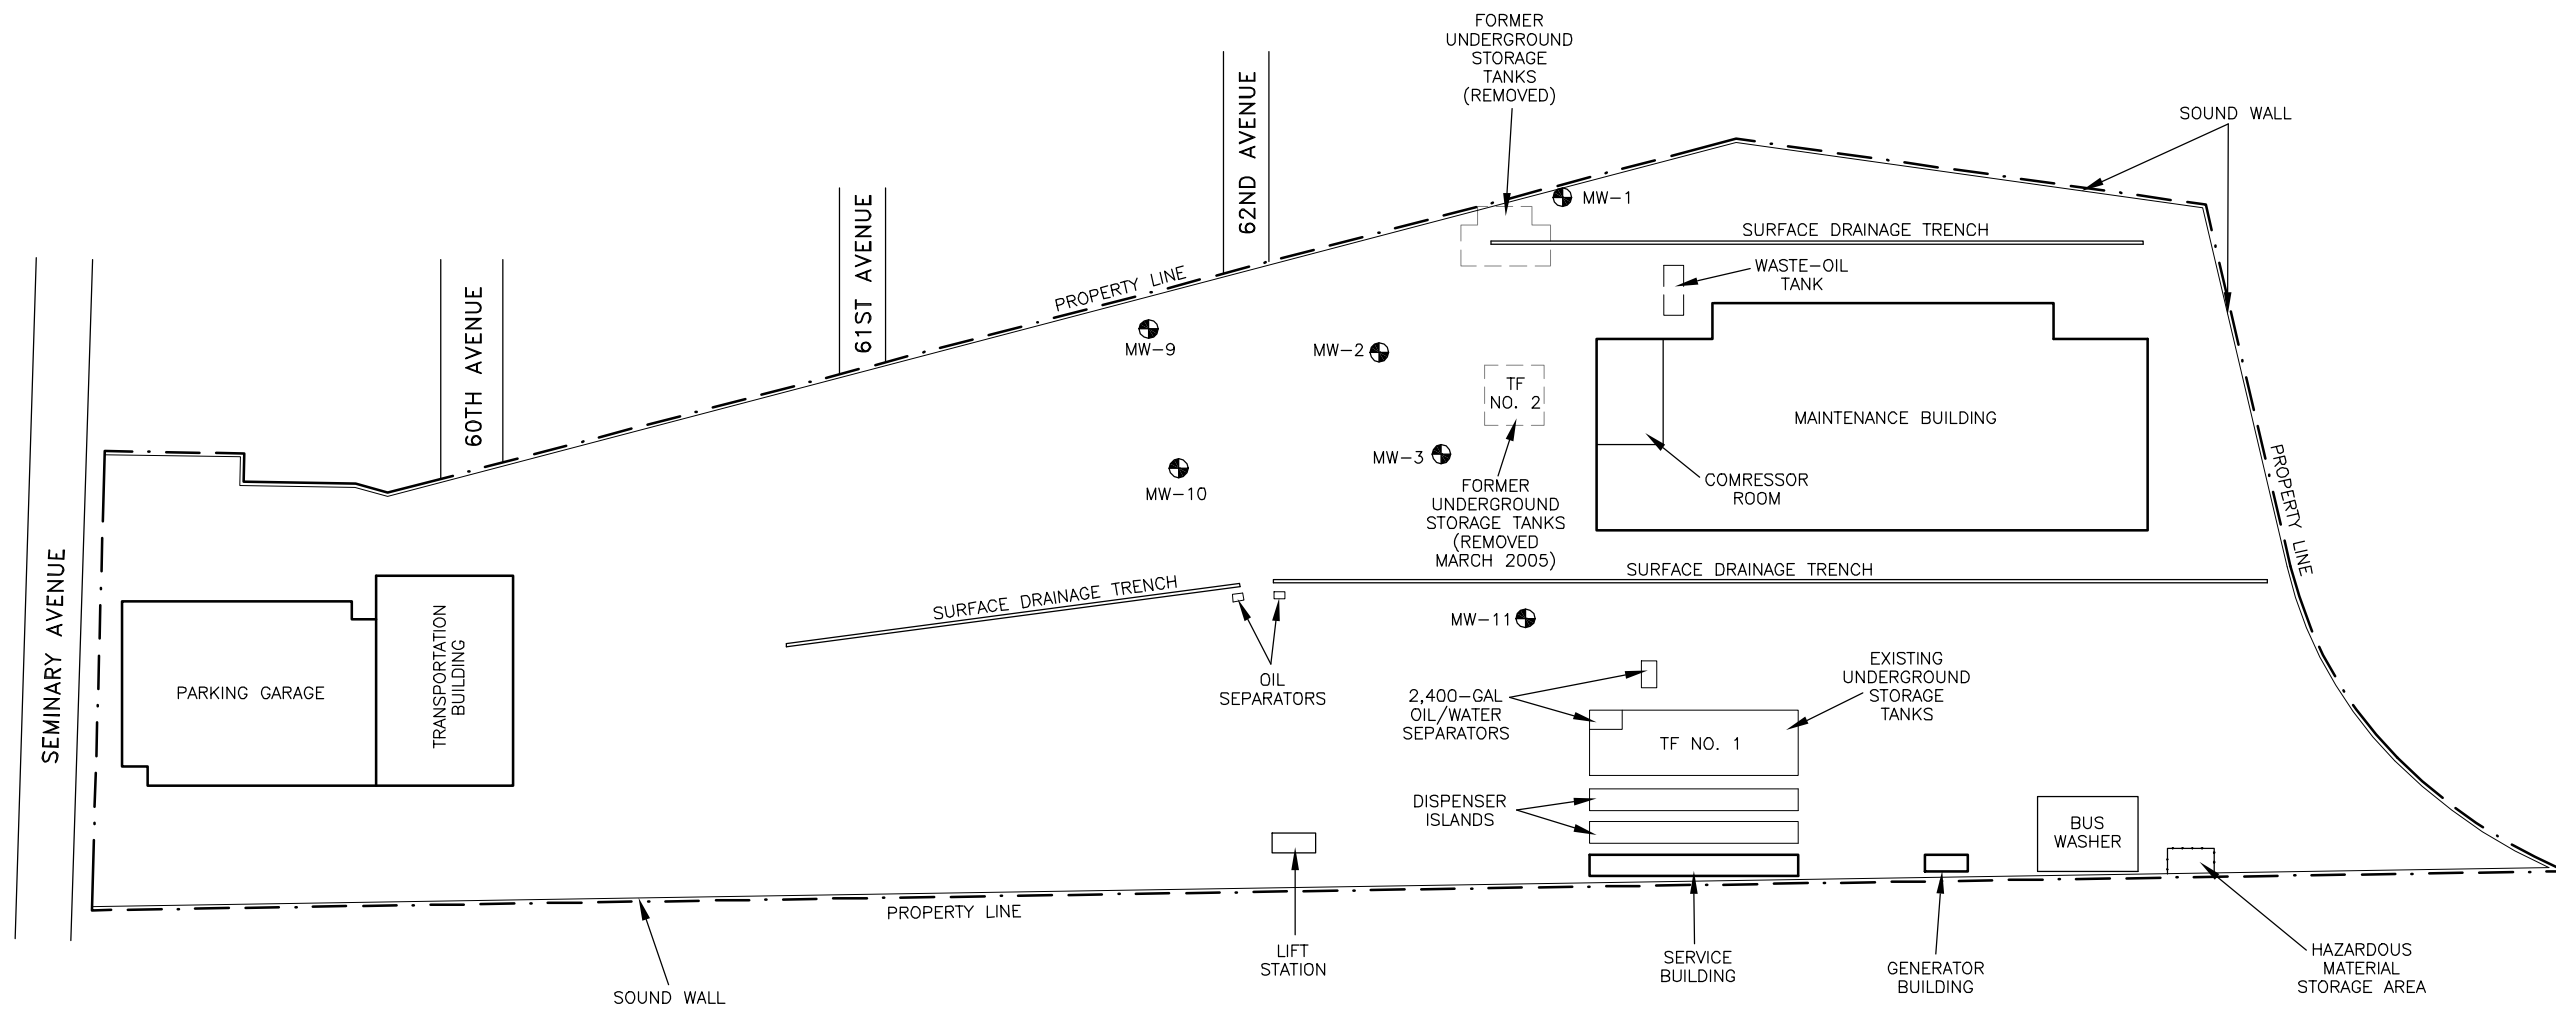 FORMER
UNDERGROUND
STORAGE
TANKS
(REMOVED)
SOUND WALL
62ND AVENUE
61ST AVENUE
60TH AVENUE
SEMINARY AVENUE
MW-1
SURFACE DRAINAGE TRENCH
WASTE-OIL
TANK
PROPERTY LINE
MW-9
MW-2
TF
NO. 2
MAINTENANCE BUILDING
MW-3
MW-10
COMRESSOR
ROOM
FORMER
UNDERGROUND
STORAGE TANKS
(REMOVED
MARCH 2005)
PROPERTY LINE
SURFACE DRAINAGE TRENCH
SURFACE DRAINAGE TRENCH
MW-11
PARKING GARAGE
TRANSPORTATION
BUILDING
OIL
SEPARATORS
2,400-GAL
OIL/WATER
SEPARATORS
EXISTING
UNDERGROUND
STORAGE
TANKS
TF NO. 1
DISPENSER
ISLANDS
BUS
WASHER
PROPERTY LINE
LIFT
STATION
SERVICE
BUILDING
GENERATOR
BUILDING
HAZARDOUS
MATERIAL
STORAGE AREA
SOUND WALL